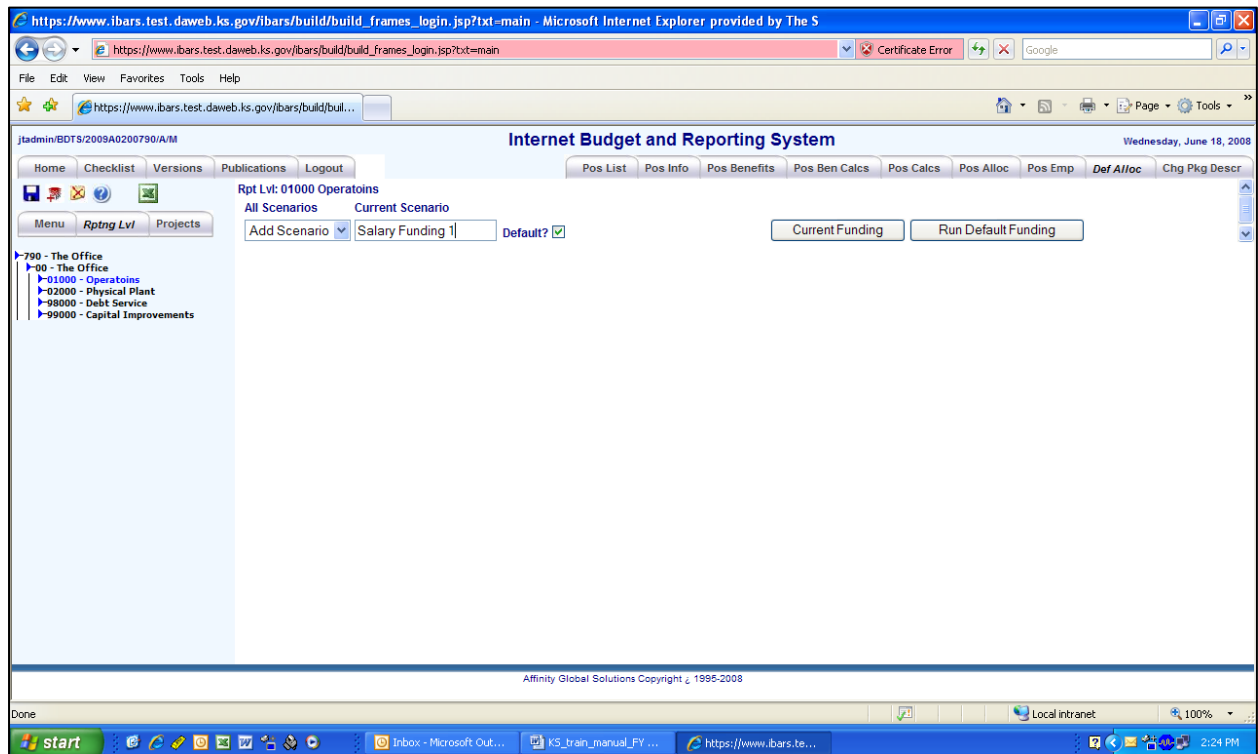 https://www.ibars.test.daweb.ks.gov/ibars/build/build_frames_login.jsp?txt=main - Microsoft Internet Explorer provided by The S
https://www.ibars.test.daweb.ks.gov/ibars/build/build_frames_login.jsp?txt=main Certificate Error Google
File Edit View Favorites Tools Help
https://www.ibars.test.daweb.ks.gov/ibars/build/buil... Page Tools »
jtadmin/BDTS/2009A0200790/A/M Internet Budget and Reporting System Wednesday, June 18, 2008
Home Checklist Versions Publications Logout Pos List Pos Info Pos Benefits Pos Ben Calcs Pos Calcs Pos Alloc Pos Emp Def Alloc Chg Pkg Descr
Rpt Lvl: 01000 Operatoins
All Scenarios Current Scenario
Menu Rptng Lvl Projects Add Scenario Salary Funding 1 Default? Current Funding Run Default Funding
790 - The Office
00 - The Office
01000 - Operatoins
02000 - Physical Plant
98000 - Debt Service
99000 - Capital Improvements
Affinity Global Solutions Copyright ¿ 1995-2008
Done Local intranet 100%
start Inbox - Microsoft Out... KS_train_manual_FY ... https://www.ibars.te... 2:24 PM